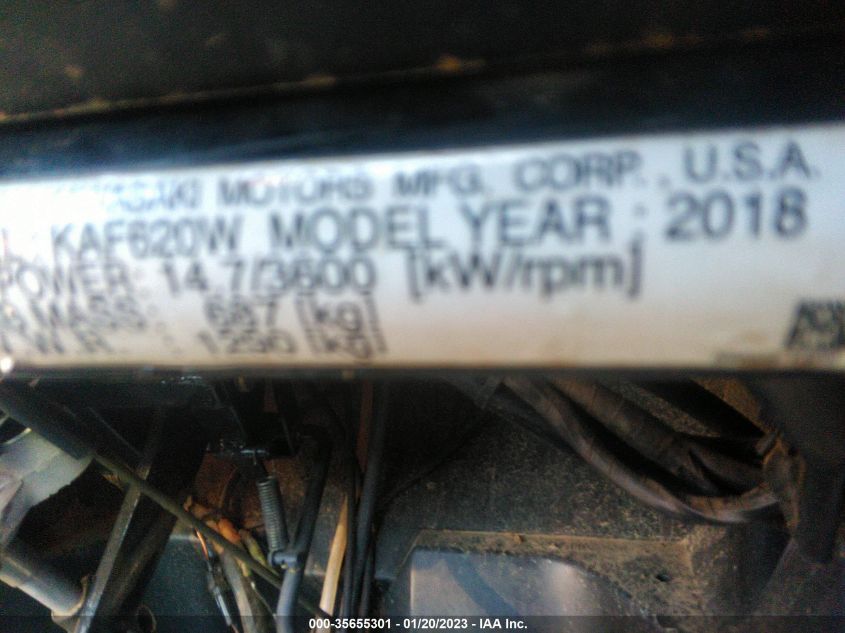 MOTORS MFG. CORP., U.S.A.
KAF620W MODEL YEAR : 2018
POWER: 14.7/3600 [kW/rpm]
MASS: 687 [kg]
: 1290 [kg]
000-35655301 - 01/20/2023 - IAA Inc.